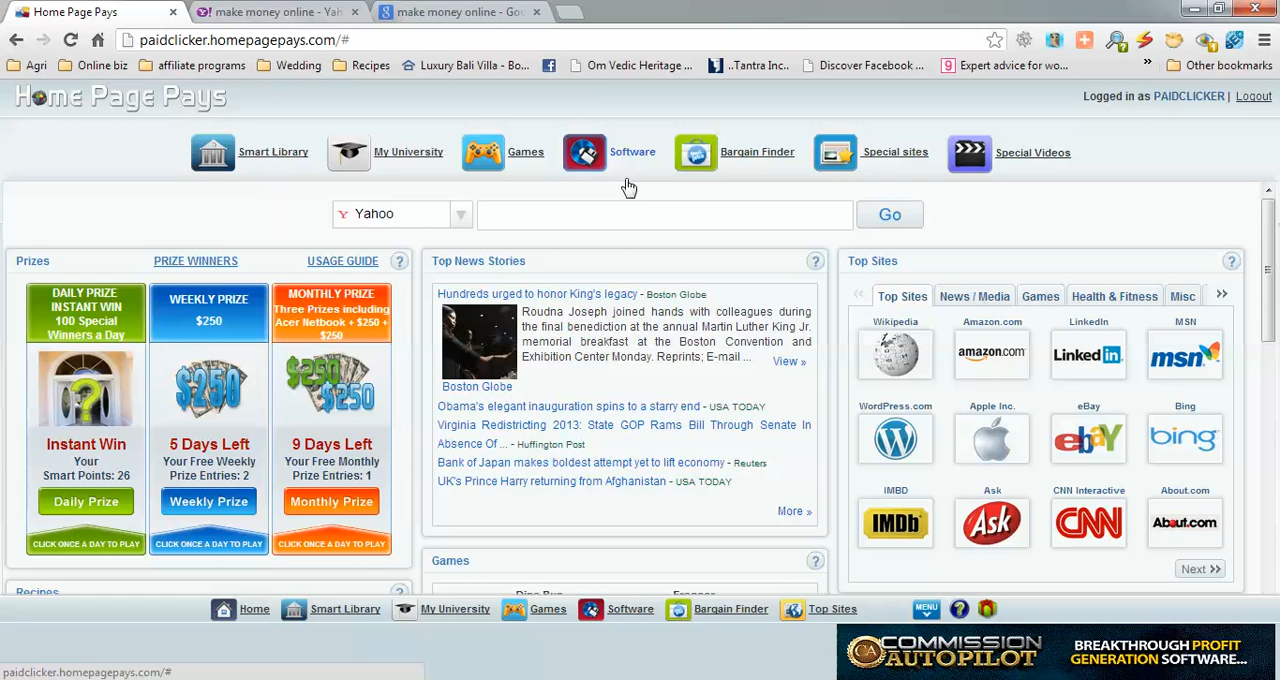 Home Page Pays
make money online - Yah
make money online - Goo
paidclicker.homepagepays.com/#
Agri
Online biz
affiliate programs
Wedding
Recipes
Luxury Bali Villa - Bo...
Om Vedic Heritage ...
..Tantra Inc..
Discover Facebook ...
9
Expert advice for wo...
»
Other bookmarks
Home Page Pays
Logged in as PAIDCLICKER | Logout
Smart Library
My University
Games
Software
Bargain Finder
Special sites
Special Videos
Y Yahoo
Go
Prizes
PRIZE WINNERS
USAGE GUIDE
?
DAILY PRIZE
INSTANT WIN
100 Special
Winners a Day
?
Instant Win
Your
Smart Points: 26
Daily Prize
CLICK ONCE A DAY TO PLAY
WEEKLY PRIZE
$250
$250
5 Days Left
Your Free Weekly
Prize Entries: 2
Weekly Prize
CLICK ONCE A DAY TO PLAY
MONTHLY PRIZE
Three Prizes including
Acer Netbook + $250 +
$250
$250
$250
9 Days Left
Your Free Monthly
Prize Entries: 1
Monthly Prize
CLICK ONCE A DAY TO PLAY
Recipes
?
Top News Stories
?
Hundreds urged to honor King's legacy - Boston Globe
Roudna Joseph joined hands with colleagues during
the final benediction at the annual Martin Luther King Jr.
memorial breakfast at the Boston Convention and
Exhibition Center Monday. Reprints; E-mail ...
View »
Boston Globe
Obama's elegant inauguration spins to a starry end - USA TODAY
Virginia Redistricting 2013: State GOP Rams Bill Through Senate In
Absence Of ... - Huffington Post
Bank of Japan makes boldest attempt yet to lift economy - Reuters
UK's Prince Harry returning from Afghanistan - USA TODAY
More »
Games
?
Top Sites
?
Top Sites
News / Media
Games
Health & Fitness
Misc
Wikipedia
Amazon.com
LinkedIn
MSN
amazon.com
Linked in
msn
WordPress.com
Apple Inc.
eBay
Bing
ebay
bing
IMBD
Ask
CNN Interactive
About.com
IMDb
Ask
CNN
About.com
Next
Home
Smart Library
My University
Games
Software
Bargain Finder
Top Sites
MENU
?
CA
COMMISSION
AUTOPILOT
BREAKTHROUGH PROFIT
GENERATION SOFTWARE...
paidclicker.homepagepays.com/#